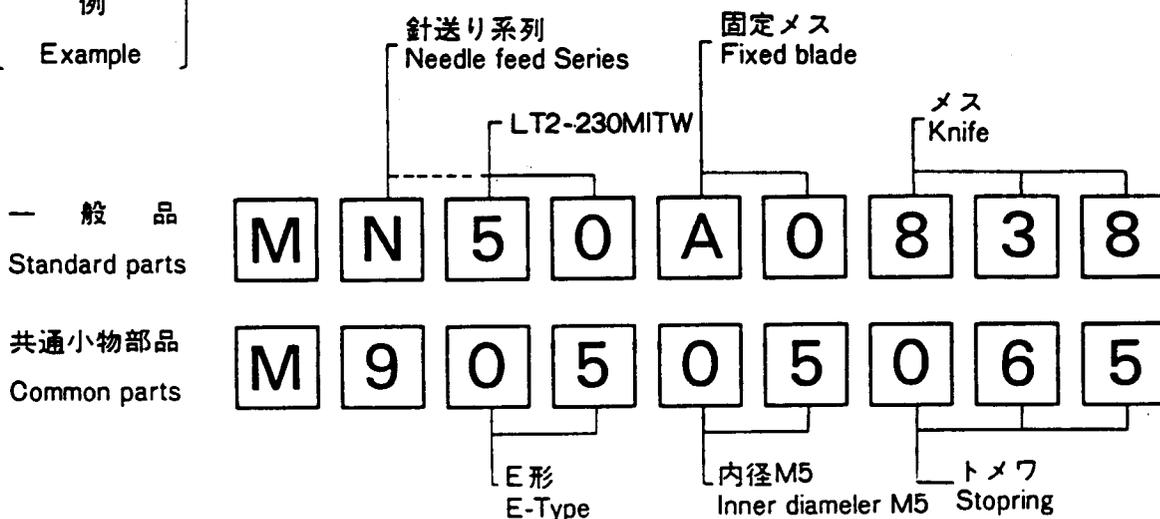 例
Example
針送り系列
Needle feed Series
固定メス
Fixed blade
LT2-230MITW
メス
Knife
一般品
Standard parts
M N 5 0 A 0 8 3 8
共通小物部品
Common parts
M 9 0 5 0 5 0 6 5
E形
E-Type
内径M5
Inner diameler M5
トメワ
Stopring